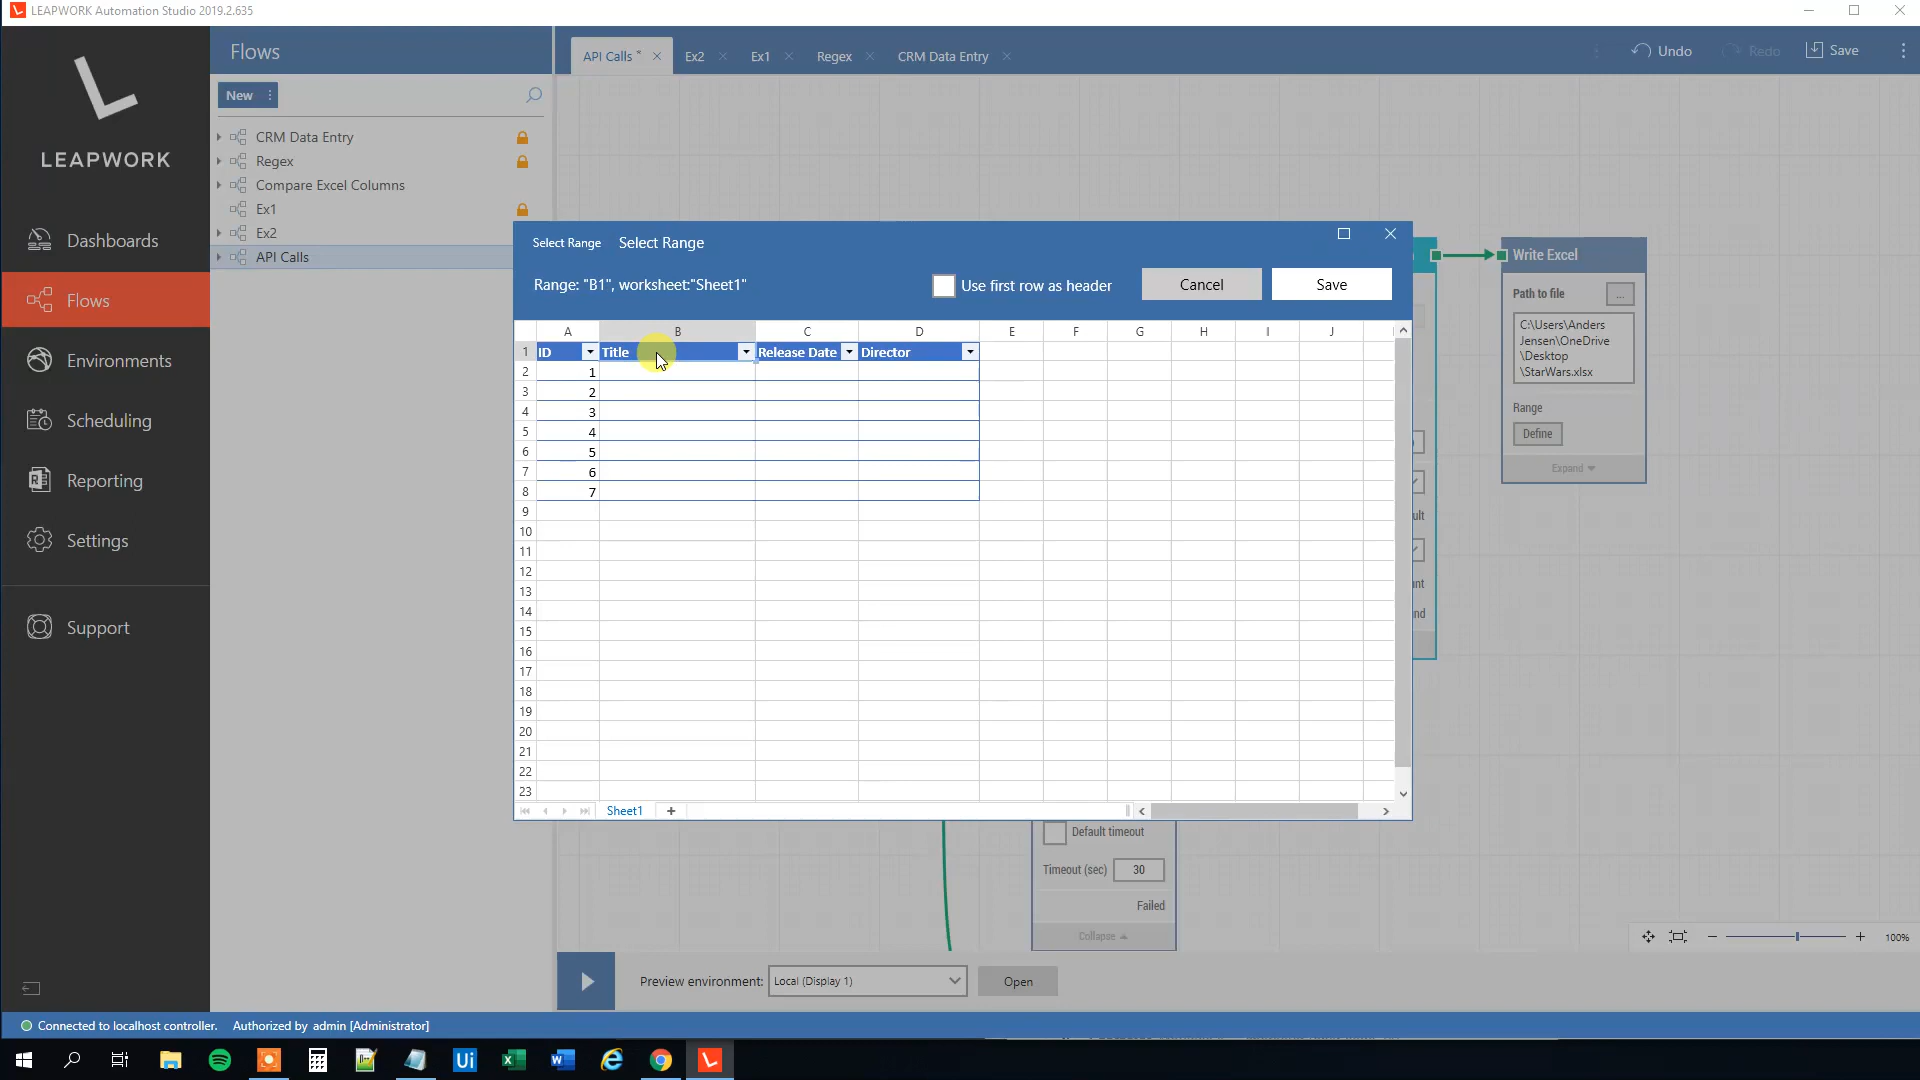 LEAPWORK Automation Studio 2019.2.635
LEAPWORK
Dashboards
Flows
Environments
Scheduling
Reporting
Settings
Support
Flows
New
CRM Data Entry
Regex
Compare Excel Columns
Ex1
Ex2
API Calls
API Calls *
Ex2
Ex1
Regex
CRM Data Entry
Undo
Redo
Save
Select Range Select Range
Range: "B1", worksheet:"Sheet1"
Use first row as header
Cancel
Save
A B C D E F G H I J
1 ID Title Release Date Director
2 1
3 2
4 3
5 4
6 5
7 6
8 7
9
10
11
12
13
14
15
16
17
18
19
20
21
22
23
Sheet1
Write Excel
Path to file
...
C:\Users\Anders
Jensen\OneDrive
\Desktop
\StarWars.xlsx
Range
Define
Expand
Default timeout
Timeout (sec) 30
Failed
Collapse
100%
Preview environment: Local (Display 1) Open
Connected to localhost controller. Authorized by admin [Administrator]
Ui